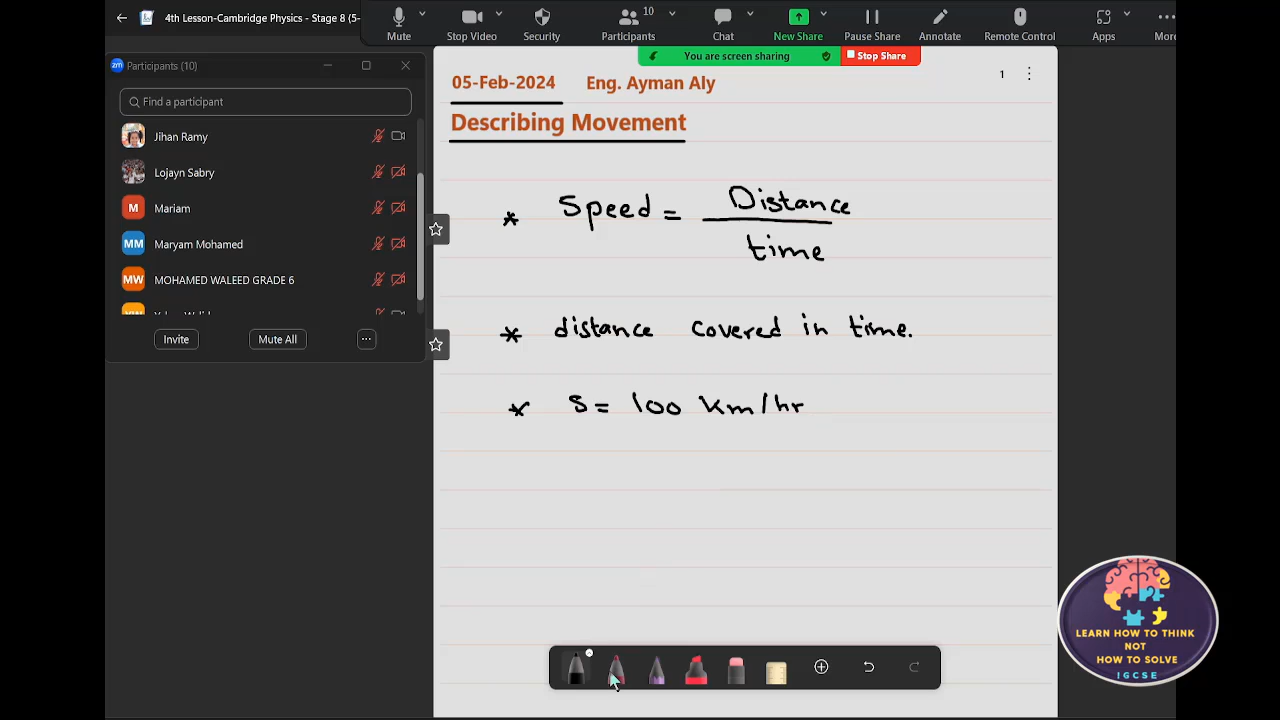 4th Lesson-Cambridge Physics - Stage 8 (5-
Mute
Stop Video
Security
10
Participants
Chat
New Share
Pause Share
Annotate
Remote Control
Apps
More
You are screen sharing
Stop Share
zm Participants (10)
Find a participant
Jihan Ramy
Lojayn Sabry
M Mariam
MM Maryam Mohamed
MW MOHAMED WALEED GRADE 6
Invite
Mute All
05-Feb-2024 Eng. Ayman Aly
1
Describing Movement
* Speed = Distance
time
* distance covered in time.
* S = 100 km/hr
LEARN HOW TO THINK
NOT
HOW TO SOLVE
IGCSE